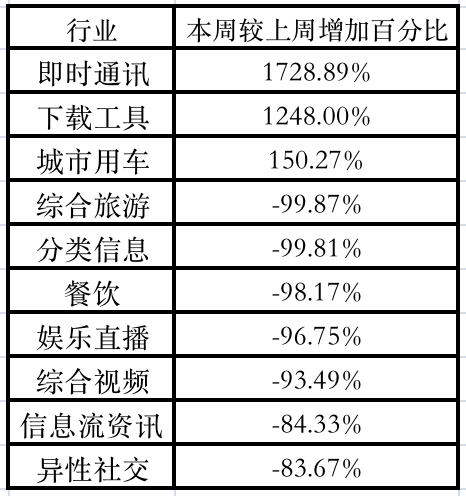 行业 本周较上周增加百分比
即时通讯 1728.89%
下载工具 1248.00%
城市用车 150.27%
综合旅游 -99.87%
分类信息 -99.81%
餐饮 -98.17%
娱乐直播 -96.75%
综合视频 -93.49%
信息流资讯 -84.33%
异性社交 -83.67%